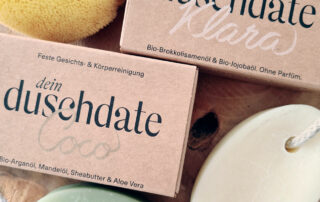 duschdate
Klara
Bio-Brokkolisamenöl & Bio-Jojobaöl. Ohne Parfüm.
Feste Gesichts- & Körperreinigung
dein
duschdate
Coco
Bio-Arganöl, Mandelöl, Sheabutter & Aloe Vera